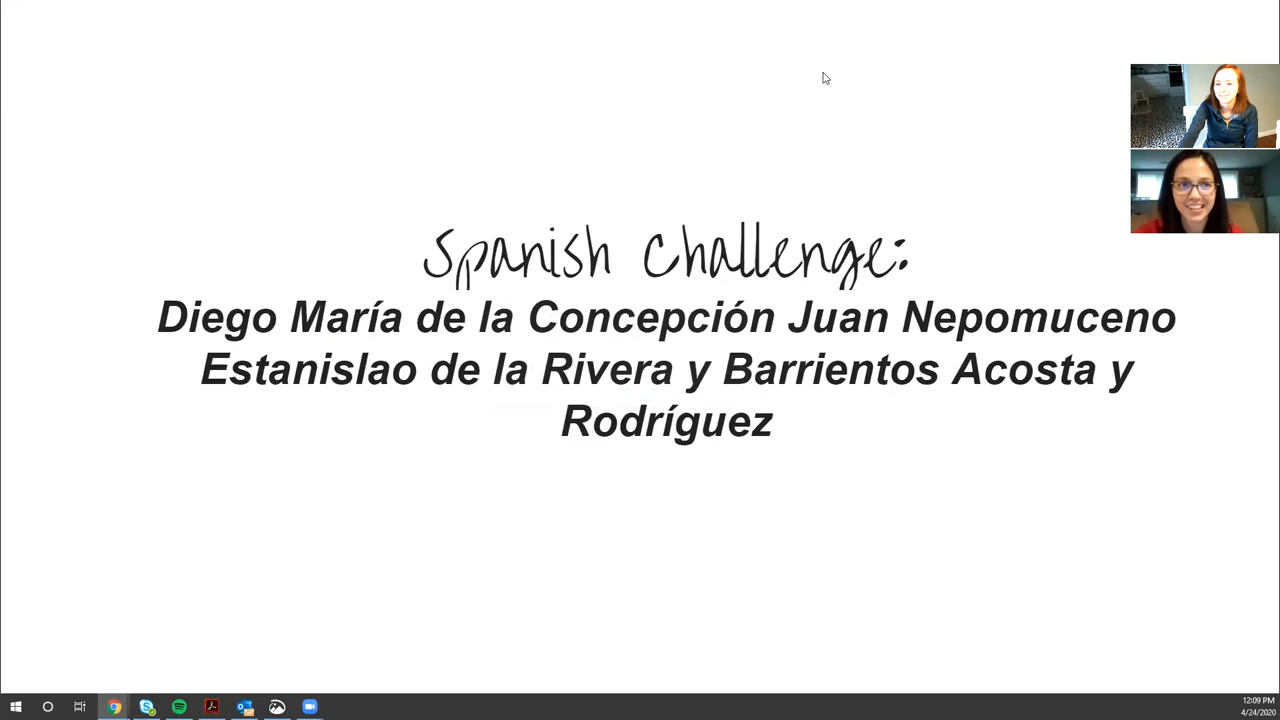 Spanish Challenge:
Diego María de la Concepción Juan Nepomuceno
Estanislao de la Rivera y Barrientos Acosta y
Rodríguez
12:09 PM
4/24/2020